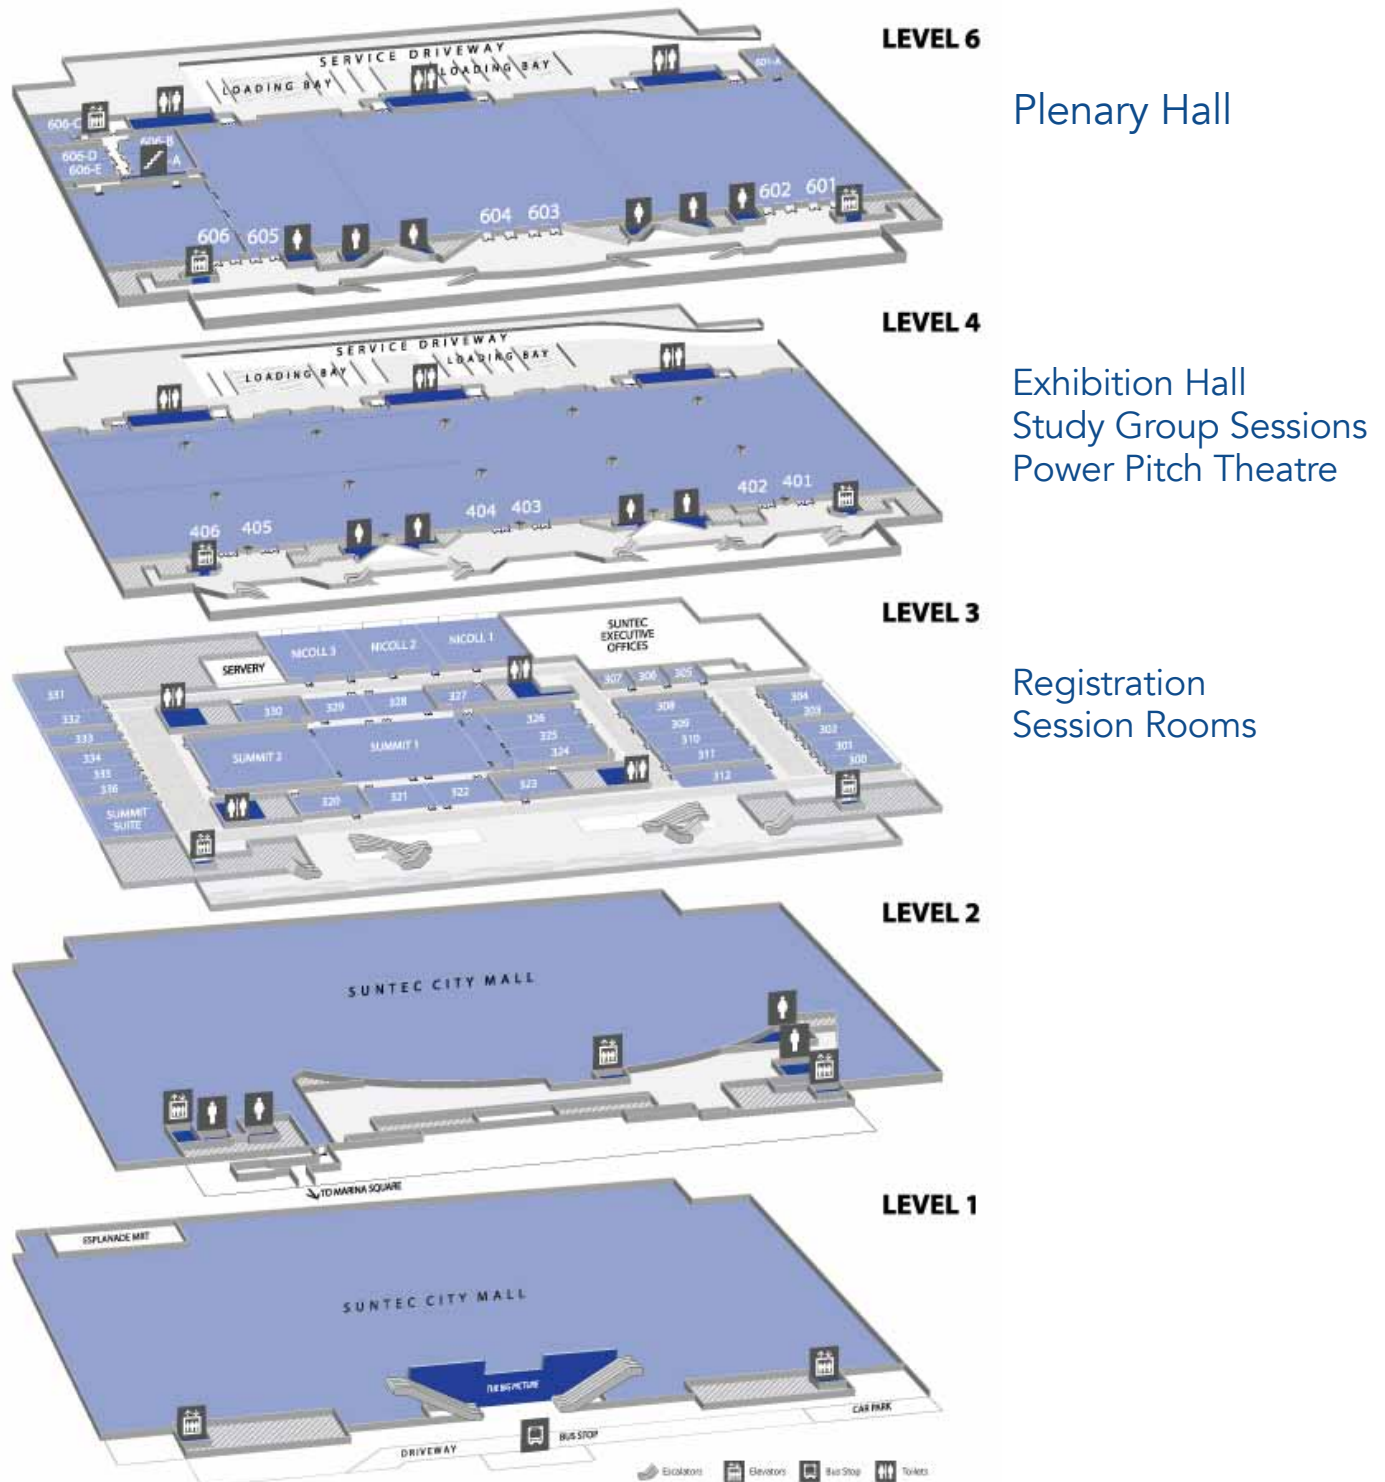 LEVEL 6
Plenary Hall
SERVICE DRIVEWAY
LOADING BAY
LOADING BAY
601-A
606-C
606-B
606-D
A
606-E
602 601
604 603
606 605
LEVEL 4
Exhibition Hall
Study Group Sessions
Power Pitch Theatre
SERVICE DRIVEWAY
LOADING BAY
LOADING BAY
402 401
404 403
406 405
LEVEL 3
Registration
Session Rooms
SUNTEC
EXECUTIVE
OFFICES
NICOLL 3
NICOLL 2
NICOLL 1
SERVERY
307 306 305
331
332
333
334
335
336
SUMMIT
SUITE
330
329
328
327
326
325
324
SUMMIT 2
SUMMIT 1
320
321
322
323
308
309
310
311
312
304
303
302
301
300
LEVEL 2
SUNTEC CITY MALL
TO MARINA SQUARE
LEVEL 1
ESPLANADE MRT
SUNTEC CITY MALL
THE BIG PICTURE
CAR PARK
BUS STOP
DRIVEWAY
Escalators
Elevators
Bus Stop
Toilets